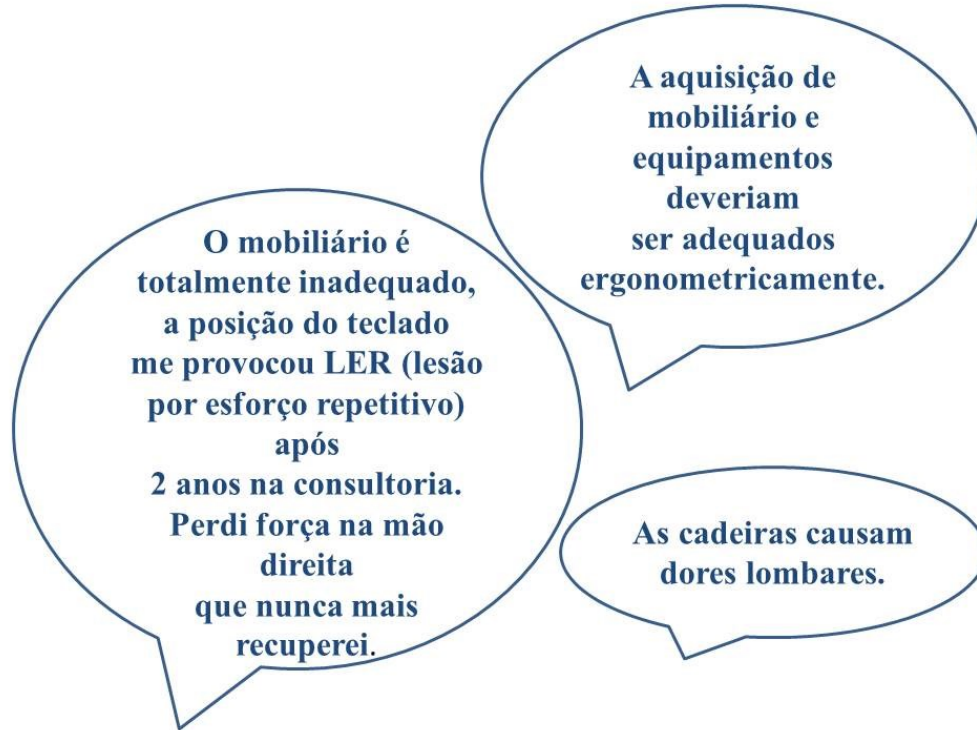 A aquisição de
mobiliário e
equipamentos
deveriam
ser adequados
ergonometricamente.
O mobiliário é
totalmente inadequado,
a posição do teclado
me provocou LER (lesão
por esforço repetitivo)
após
2 anos na consultoria.
Perdi força na mão
direita
que nunca mais
recuperei.
As cadeiras causam
dores lombares.